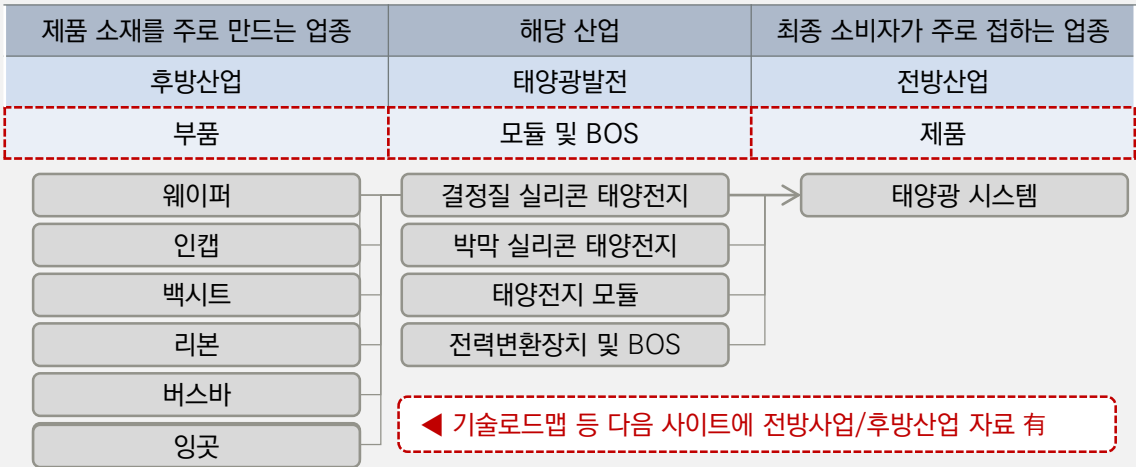 제품 소재를 주로 만드는 업종 해당 산업 최종 소비자가 주로 접하는 업종
후방산업 태양광발전 전방산업
부품 모듈 및 BOS 제품
웨이퍼 결정질 실리콘 태양전지 태양광 시스템
인캡 박막 실리콘 태양전지
백시트 태양전지 모듈
리본 전력변환장치 및 BOS
버스바
◀ 기술로드맵 등 다음 사이트에 전방사업/후방산업 자료 有
잉곳